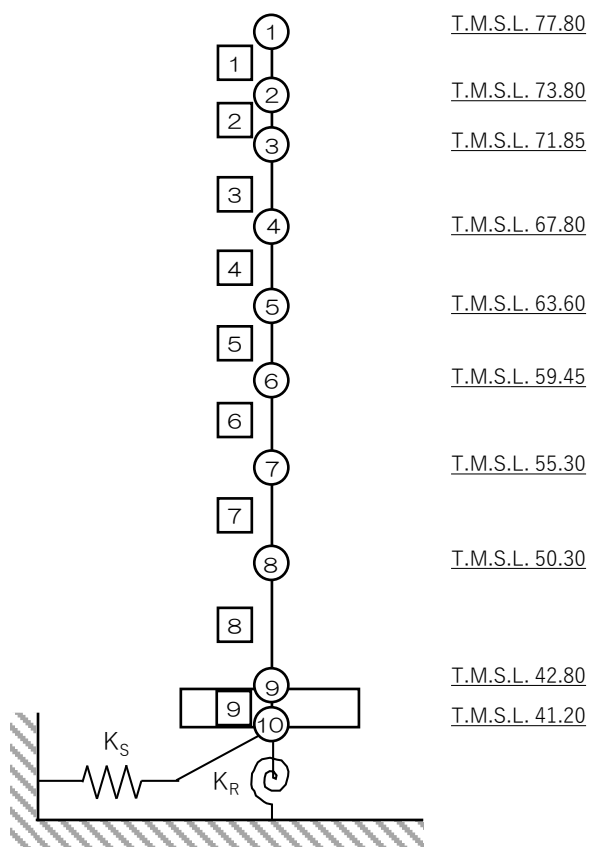 1 T.M.S.L. 77.80
1
2 T.M.S.L. 73.80
2
3 T.M.S.L. 71.85
3
4 T.M.S.L. 67.80
4
5 T.M.S.L. 63.60
5
6 T.M.S.L. 59.45
6
7 T.M.S.L. 55.30
7
8 T.M.S.L. 50.30
8
9 T.M.S.L. 42.80
9
10 T.M.S.L. 41.20
KS
KR